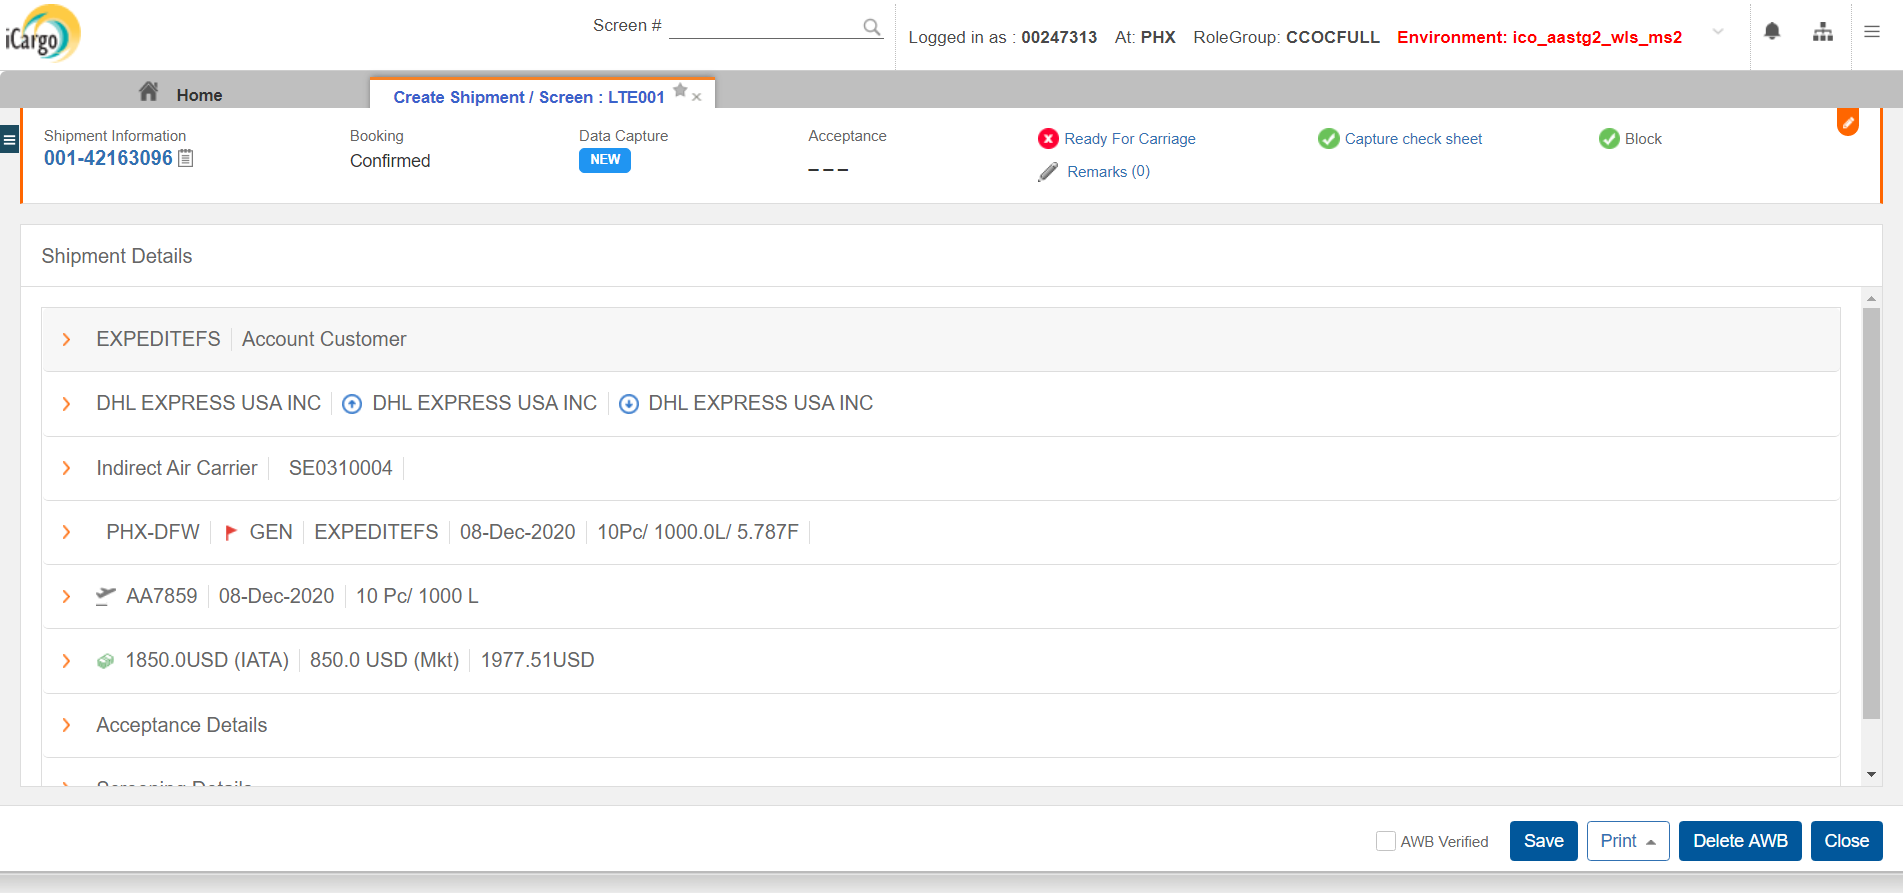 iCargo
Screen #
Logged in as : 00247313 At: PHX RoleGroup: CCOCFULL Environment: ico_aastg2_wls_ms2
Home
Create Shipment / Screen : LTE001
Shipment Information
001-42163096
Booking
Confirmed
Data Capture
NEW
Acceptance
– – –
Ready For Carriage
Remarks (0)
Capture check sheet
Block
Shipment Details
EXPEDITEFS Account Customer
DHL EXPRESS USA INC DHL EXPRESS USA INC DHL EXPRESS USA INC
Indirect Air Carrier SE0310004
PHX-DFW GEN EXPEDITEFS 08-Dec-2020 10Pc/ 1000.0L/ 5.787F
AA7859 08-Dec-2020 10 Pc/ 1000 L
1850.0USD (IATA) 850.0 USD (Mkt) 1977.51USD
Acceptance Details
Screening Details
AWB Verified Save Print Delete AWB Close